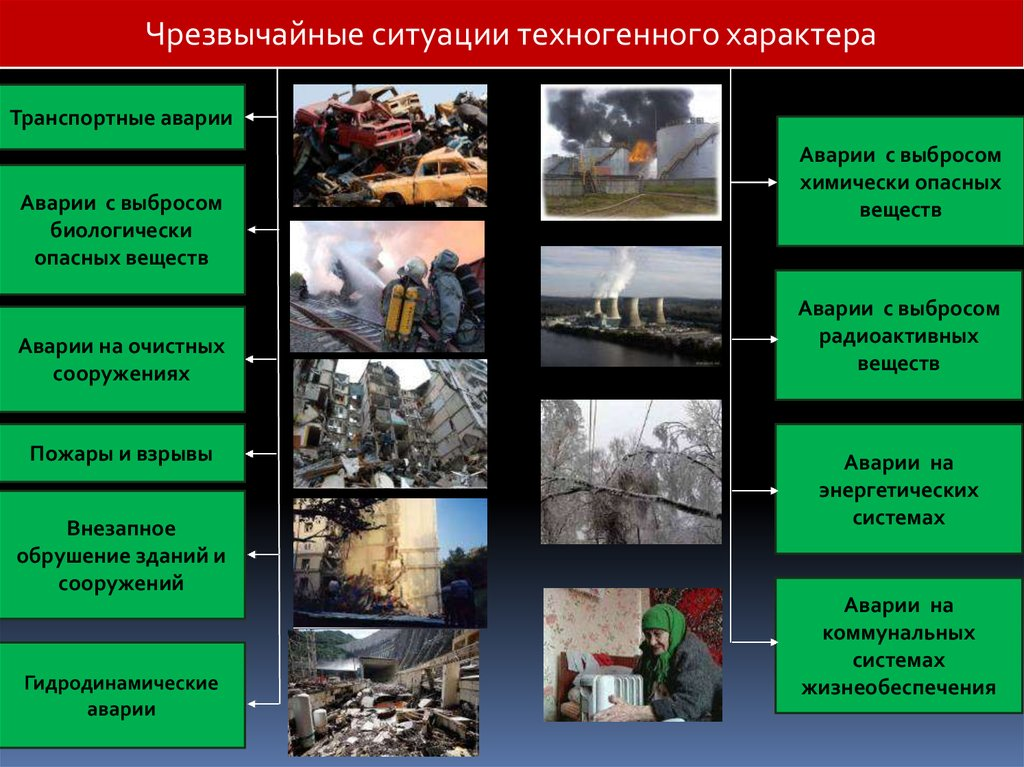 Чрезвычайные ситуации техногенного характера
Транспортные аварии
Аварии с выбросом
биологически
опасных веществ
Аварии на очистных
сооружениях
Пожары и взрывы
Внезапное
обрушение зданий и
сооружений
Гидродинамические
аварии
Аварии с выбросом
химически опасных
веществ
Аварии с выбросом
радиоактивных
веществ
Аварии на
энергетических
системах
Аварии на
коммунальных
системах
жизнеобеспечения